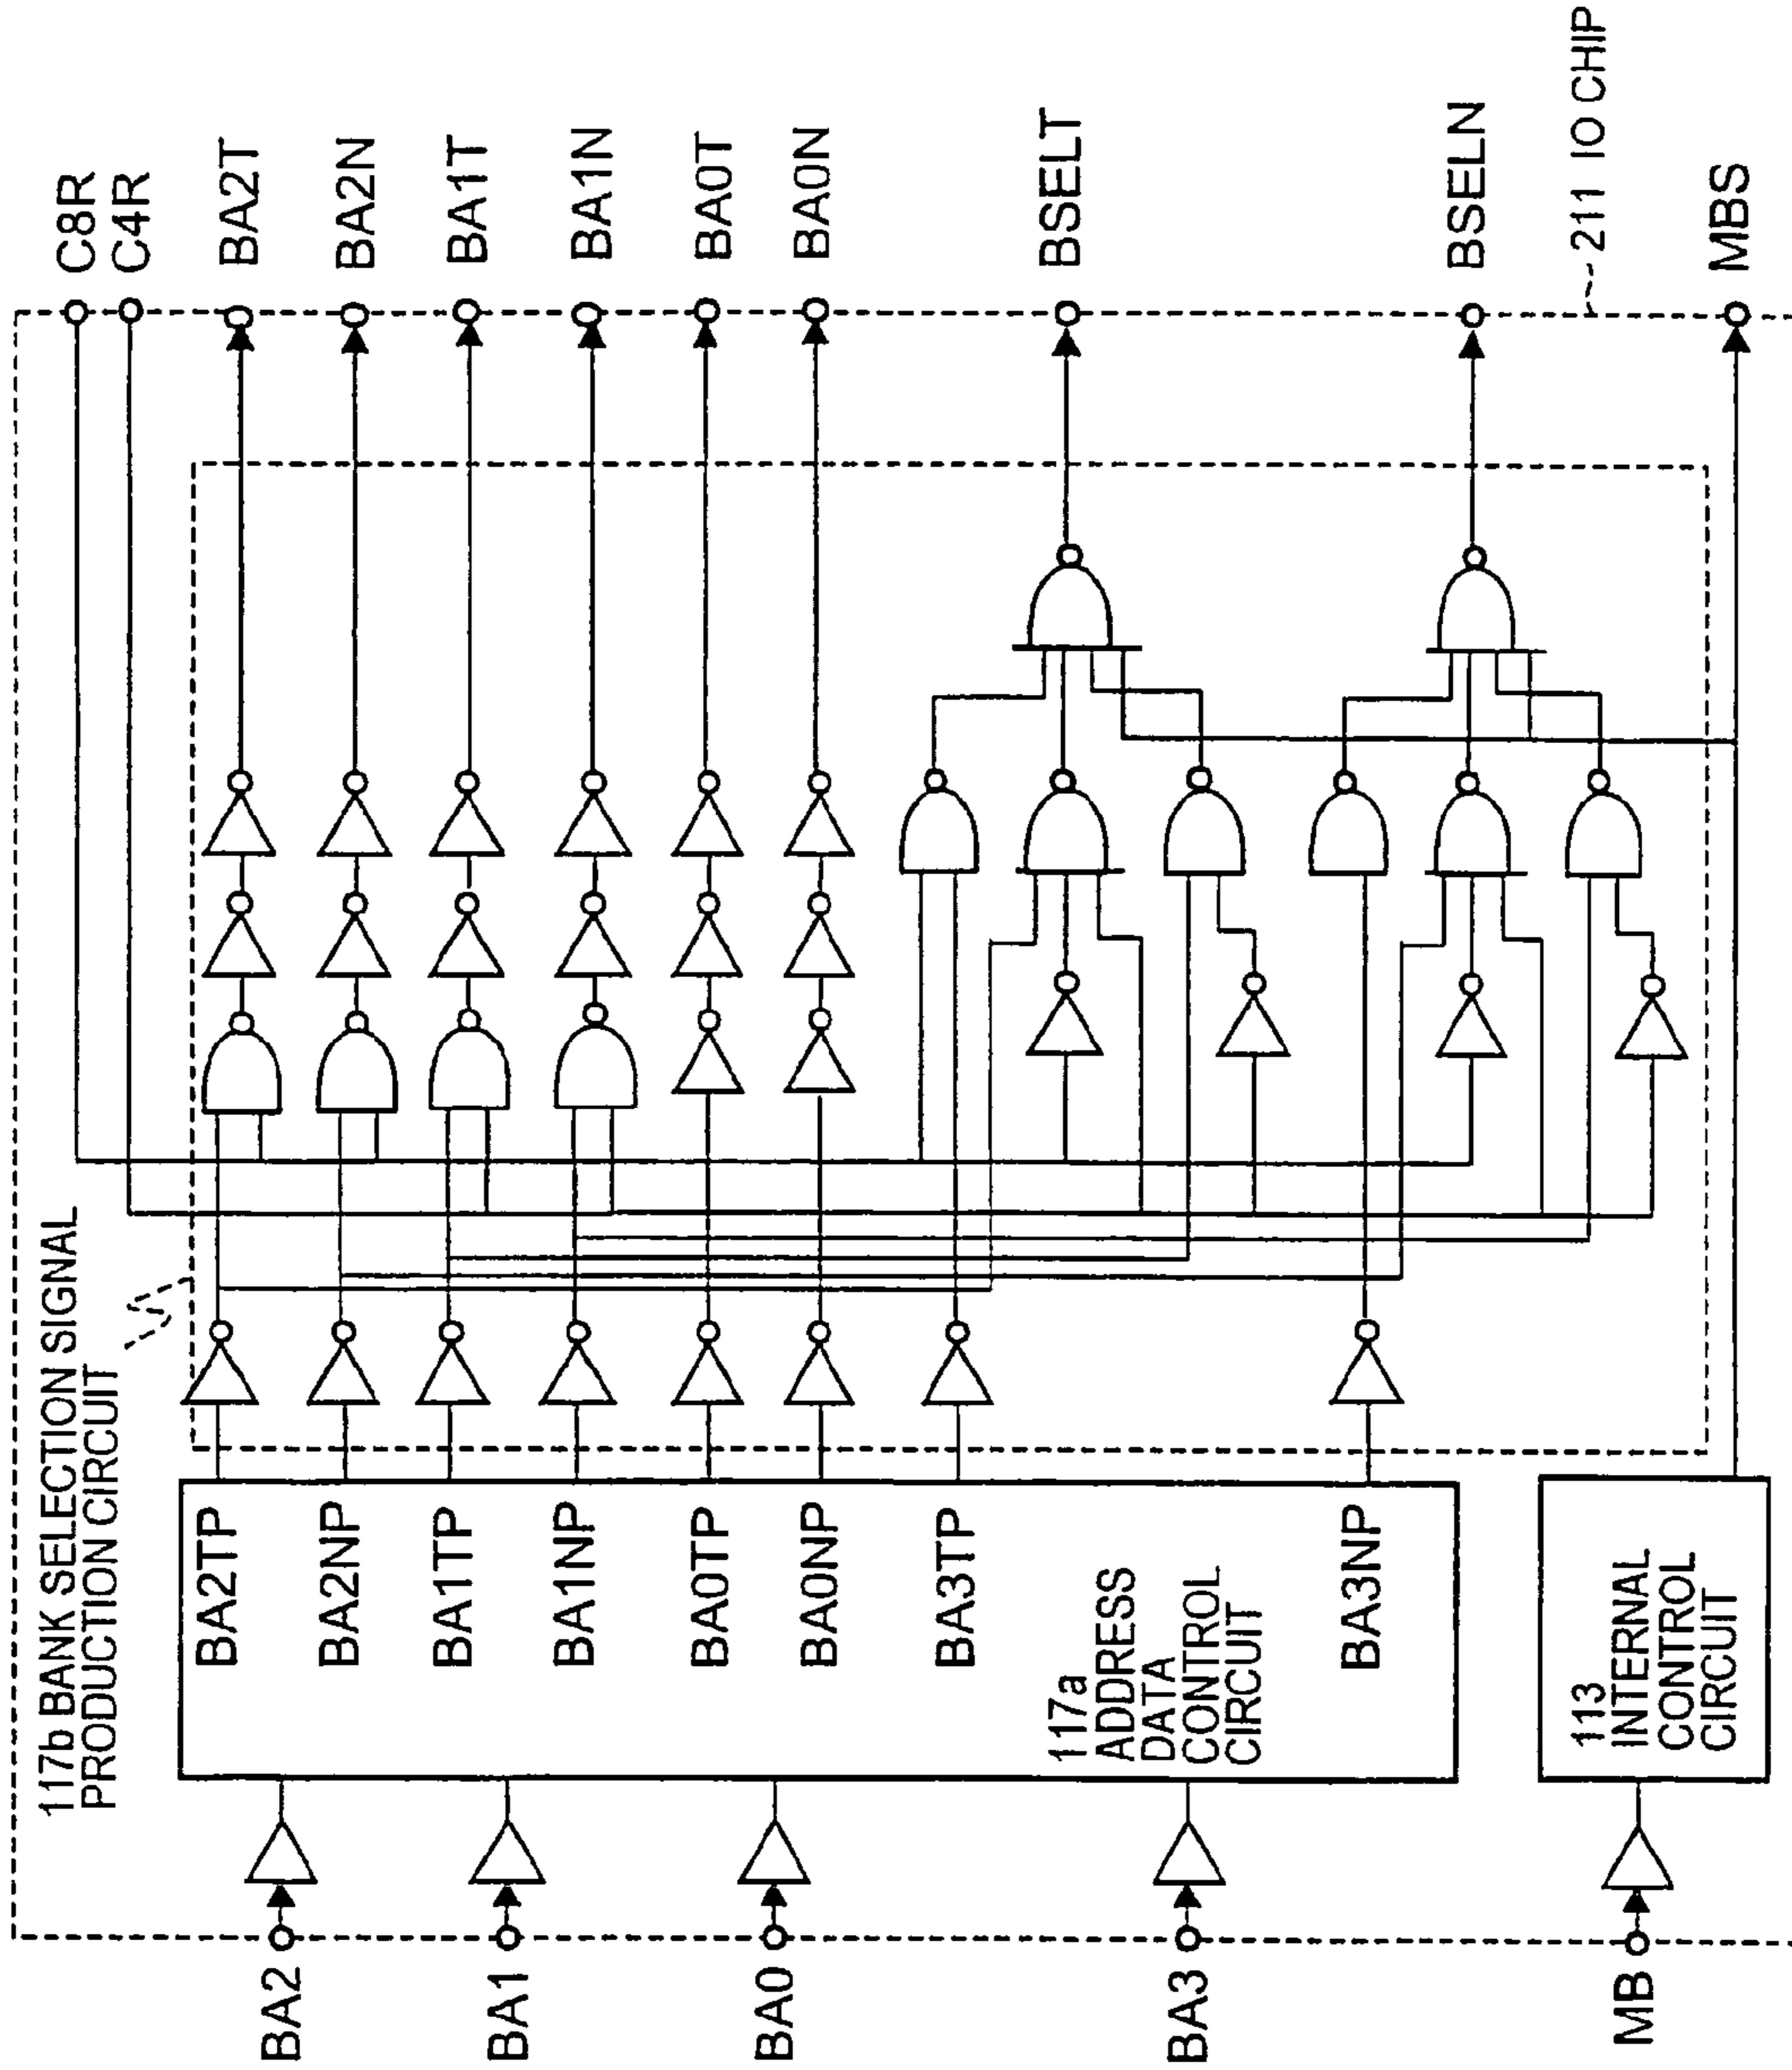 C8R
C4R
BA2T
BA2N
BA1T
BA1N
BA0T
BA0N
BSELT
BSELN
211 IO CHIP
MBS
117b BANK SELECTION SIGNAL
PRODUCTION CIRCUIT
BA2TP
BA2NP
BA1TP
BA1NP
BA0TP
BA0NP
BA3TP
BA3NP
117a
ADDRESS
DATA
CONTROL
CIRCUIT
113
INTERNAL
CONTROL
CIRCUIT
BA2
BA1
BA0
BA3
MB